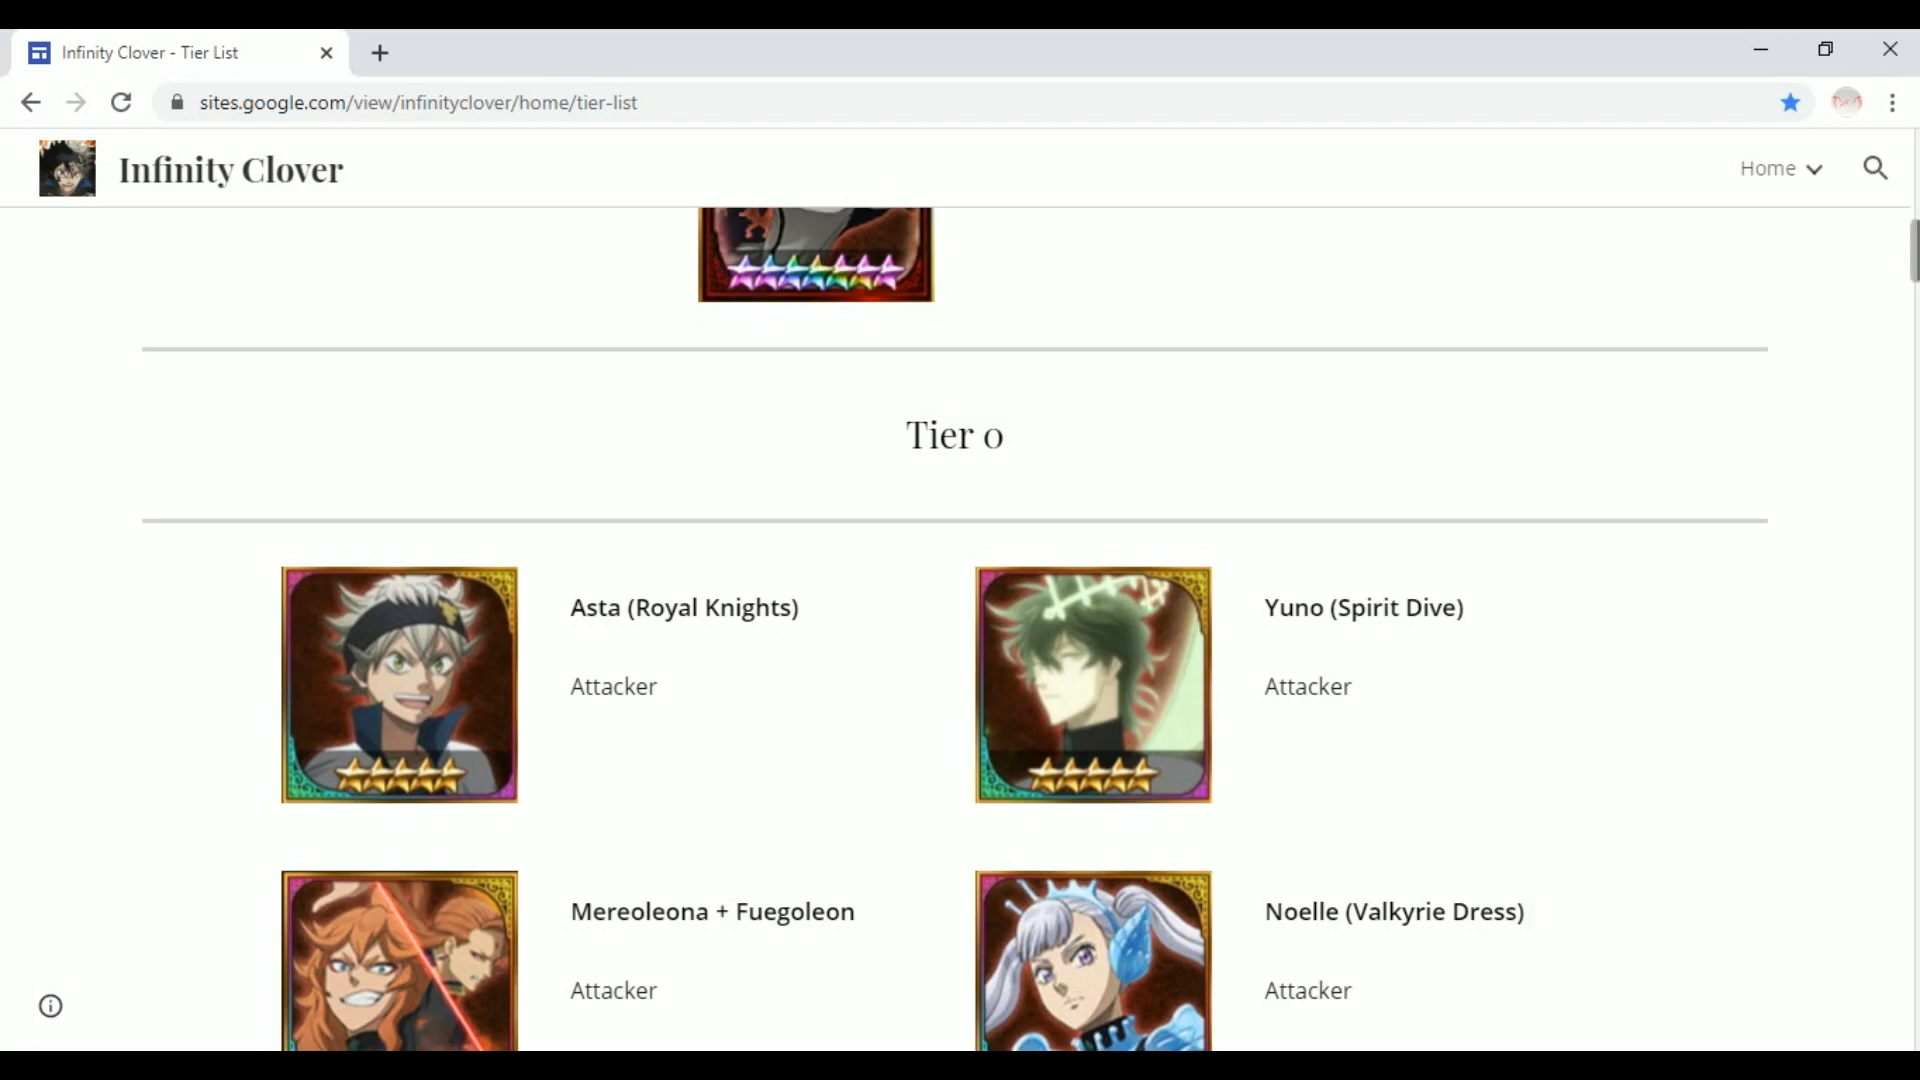 Infinity Clover - Tier List
sites.google.com/view/infinityclover/home/tier-list
Infinity Clover
Home
Tier 0
Asta (Royal Knights)
Yuno (Spirit Dive)
Attacker
Attacker
Mereoleona + Fuegoleon
Noelle (Valkyrie Dress)
Attacker
Attacker